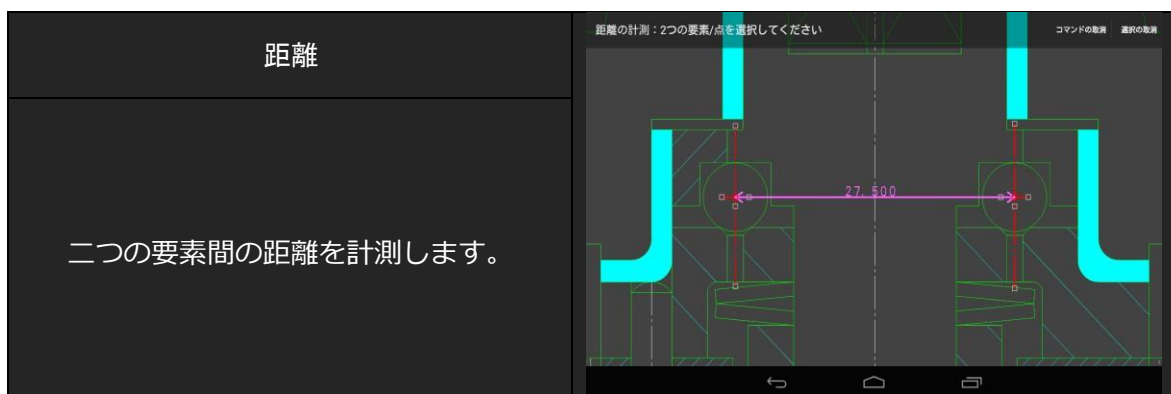 距離
二つの要素間の距離を計測します。
距離の計測：2つの要素/点を選択してください
コマンドの取消 選択の取消
27.500